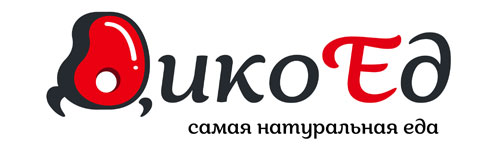 ДикоЕд
самая натуральная еда